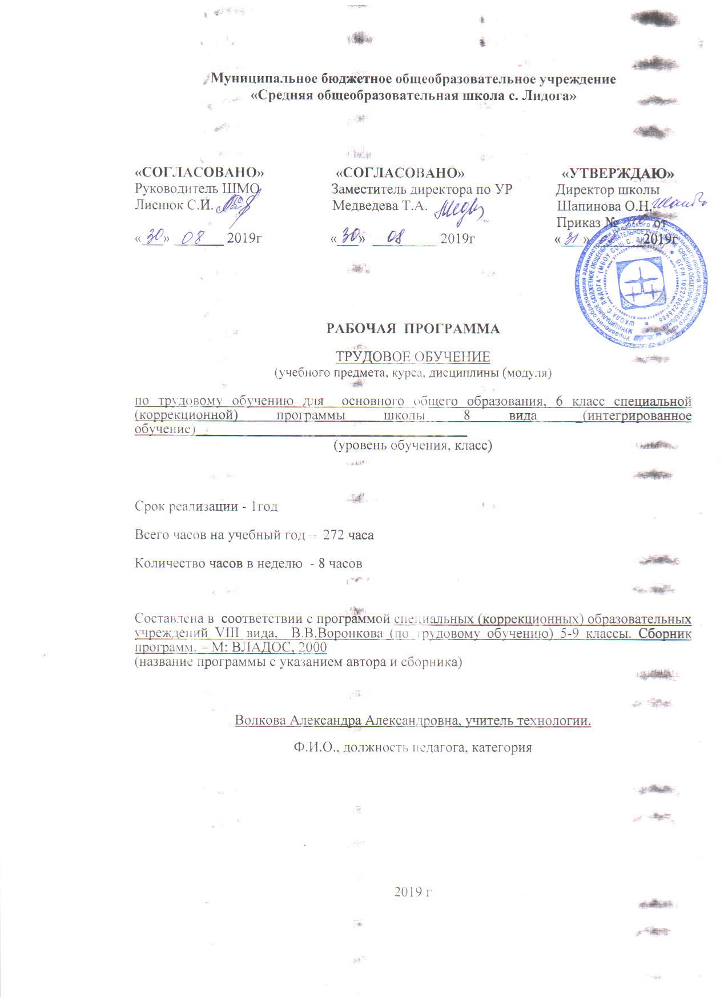 Муниципальное бюджетное общеобразовательное учреждение
«Средняя общеобразовательная школа с. Лидога»
«СОГЛАСОВАНО» «СОГЛАСОВАНО» «УТВЕРЖДАЮ»
Руководитель ШМО Заместитель директора по УР Директор школы
Лиснюк С.И. Медведева Т.А. Шапинова О.Н.
Приказ № от
«30» 08 2019г «30» 08 2019г «31» 2019г
РАБОЧАЯ ПРОГРАММА
ТРУДОВОЕ ОБУЧЕНИЕ
(учебного предмета, курса, дисциплины (модуля)
по трудовому обучению для основного общего образования, 6 класс специальной
(коррекционной) программы школы 8 вида (интегрированное
обучение)
(уровень обучения, класс)
Срок реализации - 1год
Всего часов на учебный год – 272 часа
Количество часов в неделю - 8 часов
Составлена в соответствии с программой специальных (коррекционных) образовательных
учреждений VIII вида, В.В.Воронкова (по трудовому обучению) 5-9 классы. Сборник
программ. – М: ВЛАДОС, 2000
(название программы с указанием автора и сборника)
Волкова Александра Александровна, учитель технологии.
Ф.И.О., должность педагога, категория
2019 г